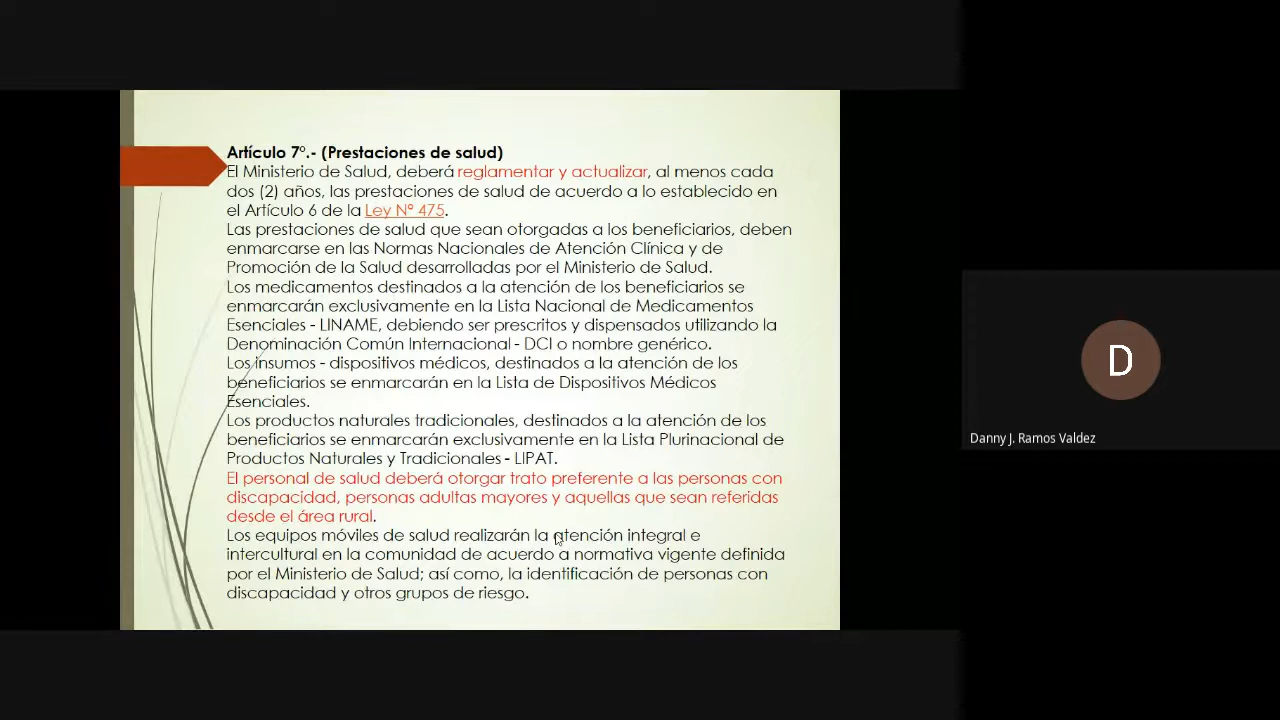 Artículo 7º.- (Prestaciones de salud)
El Ministerio de Salud, deberá reglamentar y actualizar, al menos cada
dos (2) años, las prestaciones de salud de acuerdo a lo establecido en
el Artículo 6 de la Ley Nº 475.
Las prestaciones de salud que sean otorgadas a los beneficiarios, deben
enmarcarse en las Normas Nacionales de Atención Clínica y de
Promoción de la Salud desarrolladas por el Ministerio de Salud.
Los medicamentos destinados a la atención de los beneficiarios se
enmarcarán exclusivamente en la Lista Nacional de Medicamentos
Esenciales - LINAME, debiendo ser prescritos y dispensados utilizando la
Denominación Común Internacional - DCI o nombre genérico.
Los insumos - dispositivos médicos, destinados a la atención de los
beneficiarios se enmarcarán en la Lista de Dispositivos Médicos
Esenciales.
Los productos naturales tradicionales, destinados a la atención de los
beneficiarios se enmarcarán exclusivamente en la Lista Plurinacional de
Productos Naturales y Tradicionales - LIPAT.
El personal de salud deberá otorgar trato preferente a las personas con
discapacidad, personas adultas mayores y aquellas que sean referidas
desde el área rural.
Los equipos móviles de salud realizarán la atención integral e
intercultural en la comunidad de acuerdo a normativa vigente definida
por el Ministerio de Salud; así como, la identificación de personas con
discapacidad y otros grupos de riesgo.
D
Danny J. Ramos Valdez